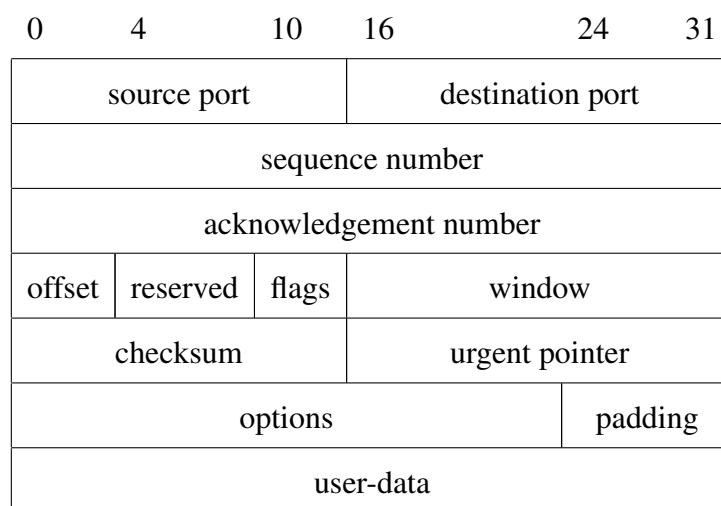 0 4 10 16 24 31
source port destination port
sequence number
acknowledgement number
offset reserved flags window
checksum urgent pointer
options padding
user-data